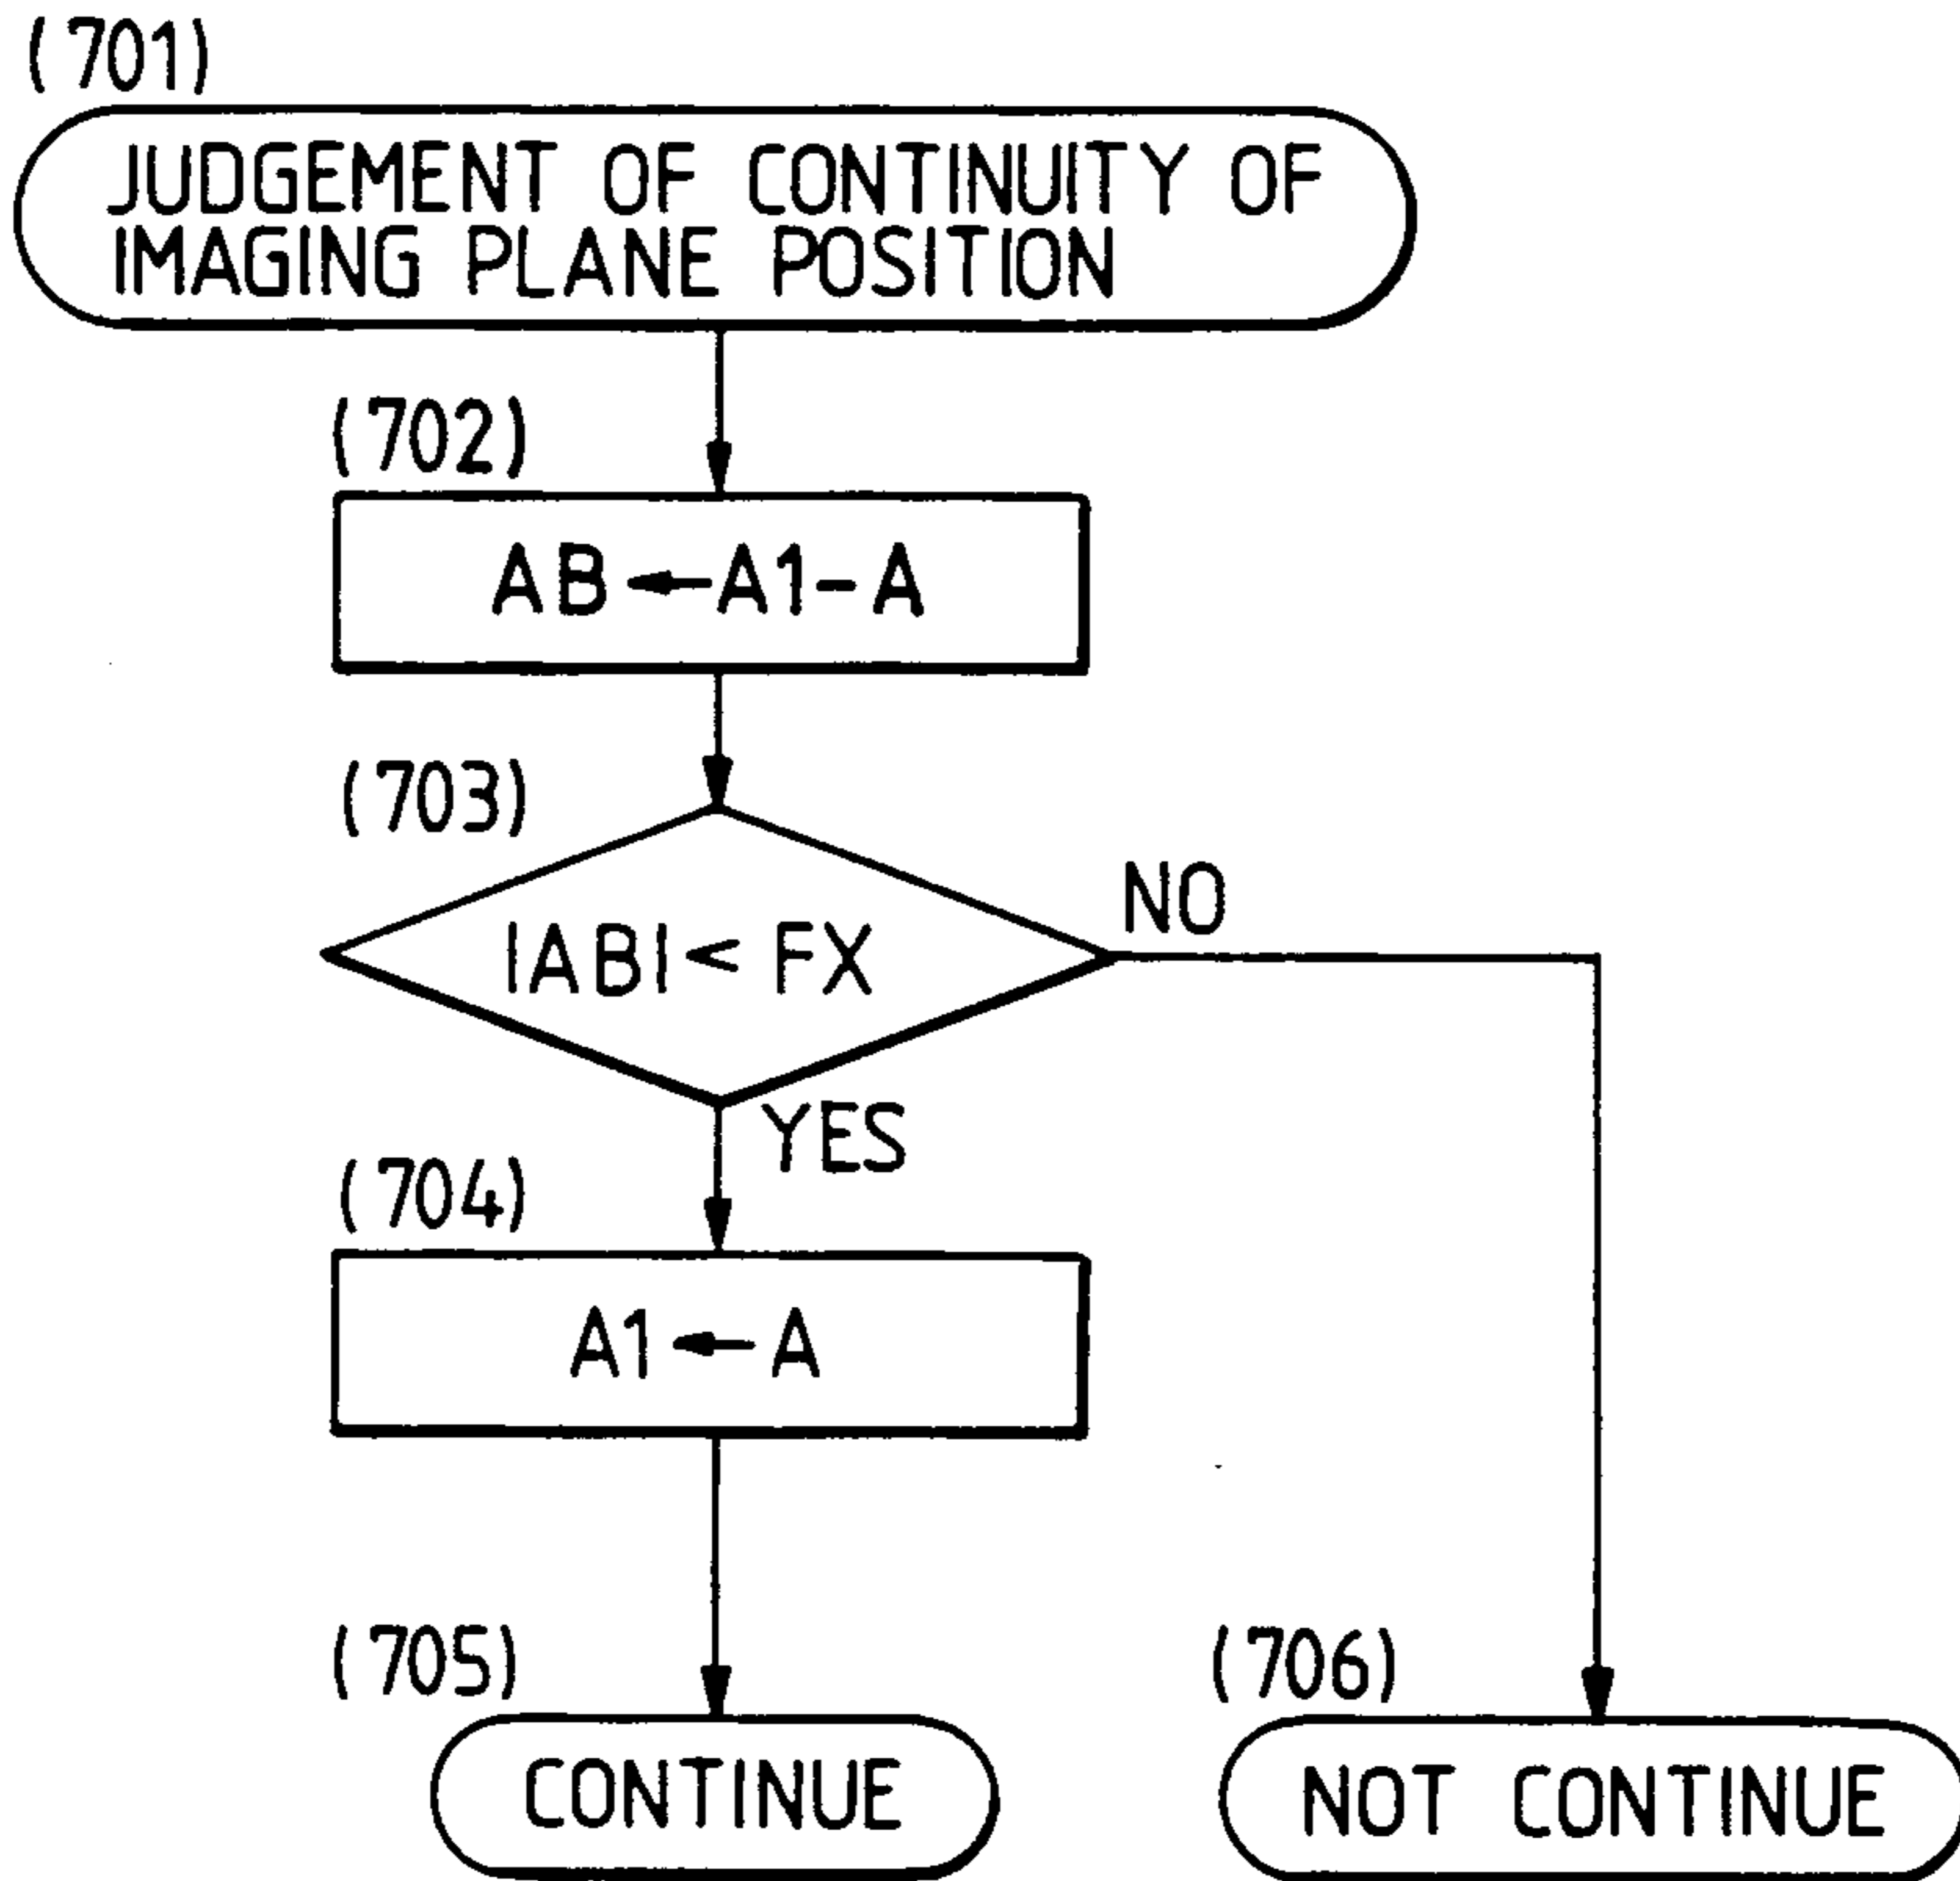 (701)
JUDGEMENT OF CONTINUITY OF
IMAGING PLANE POSITION
(702)
AB←A1-A
(703)
|AB|< FX
NO
YES
(704)
A1←A
(705)
CONTINUE
(706)
NOT CONTINUE